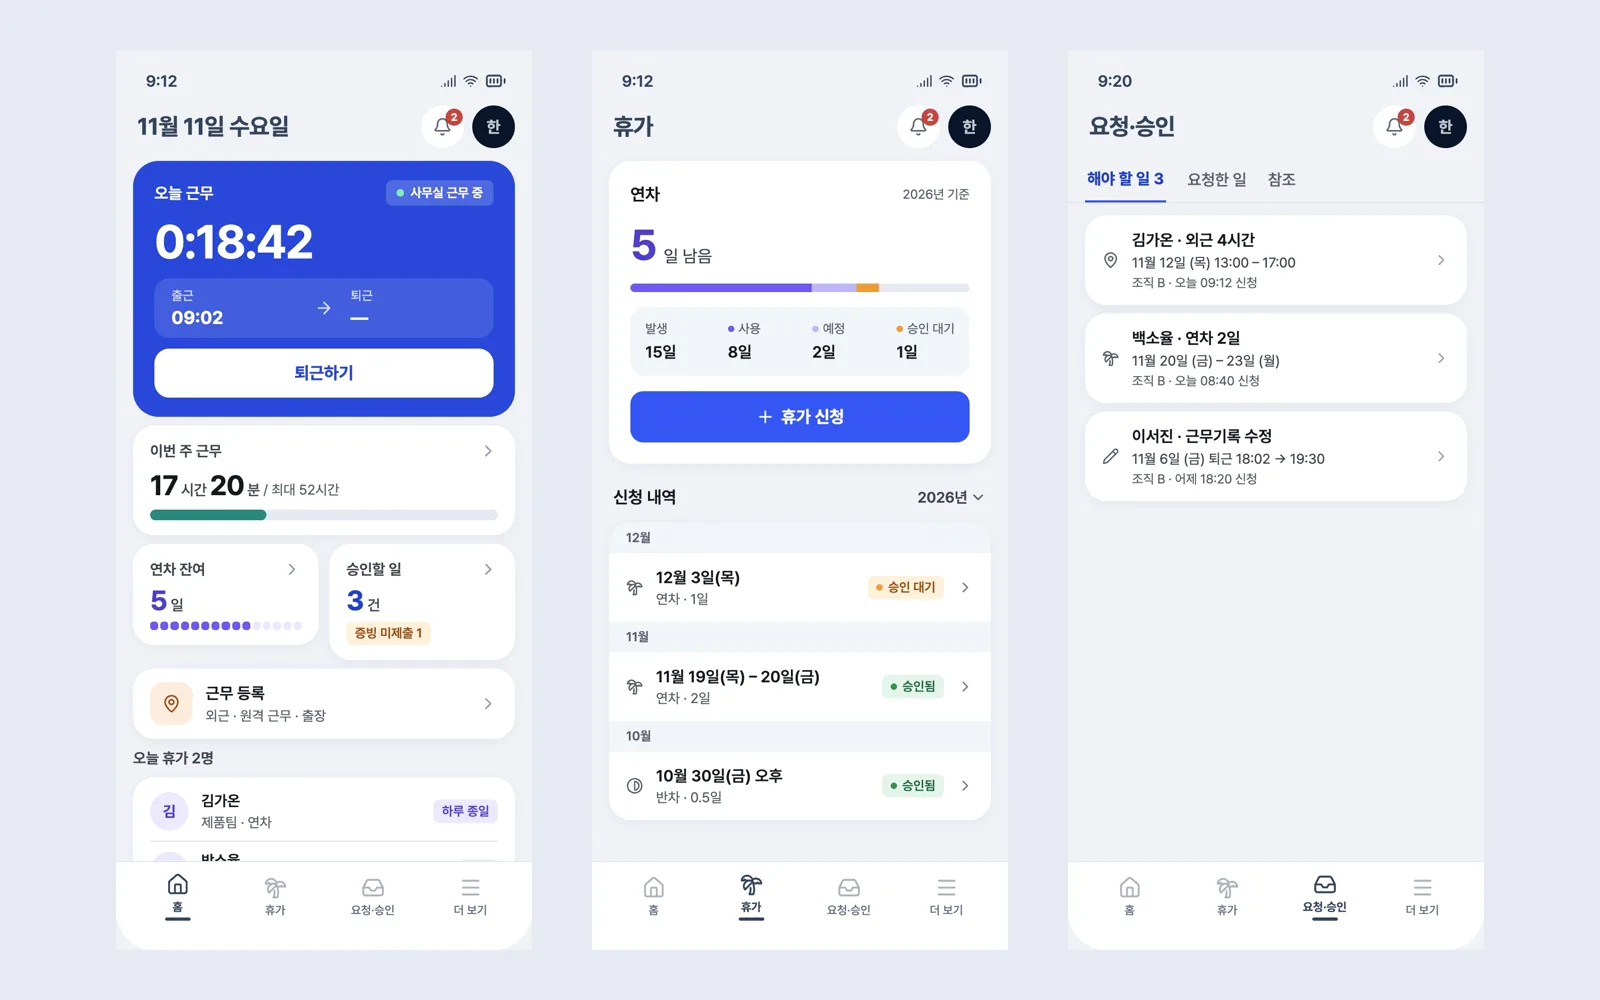 9:12
11월 11일 수요일
2
한
오늘 근무
사무실 근무 중
0:18:42
출근
퇴근
09:02
—
퇴근하기
이번 주 근무
17 시간 20 분 / 최대 52시간
연차 잔여
5 일
승인할 일
3 건
증빙 미제출 1
근무 등록
외근 · 원격 근무 · 출장
오늘 휴가 2명
김
김가온
제품팀 · 연차
하루 종일
홈
휴가
요청·승인
더 보기
9:12
휴가
2
한
연차
2026년 기준
5 일 남음
발생
사용
예정
승인 대기
15일
8일
2일
1일
+ 휴가 신청
신청 내역
2026년
12월
12월 3일(목)
연차 · 1일
승인 대기
11월
11월 19일(목) – 20일(금)
연차 · 2일
승인됨
10월
10월 30일(금) 오후
반차 · 0.5일
승인됨
홈
휴가
요청·승인
더 보기
9:20
요청·승인
2
한
해야 할 일 3
요청한 일
참조
김가온 · 외근 4시간
11월 12일 (목) 13:00 – 17:00
조직 B · 오늘 09:12 신청
백소율 · 연차 2일
11월 20일 (금) – 23일 (월)
조직 B · 오늘 08:40 신청
이서진 · 근무기록 수정
11월 6일 (금) 퇴근 18:02 → 19:30
조직 B · 어제 18:20 신청
홈
휴가
요청·승인
더 보기